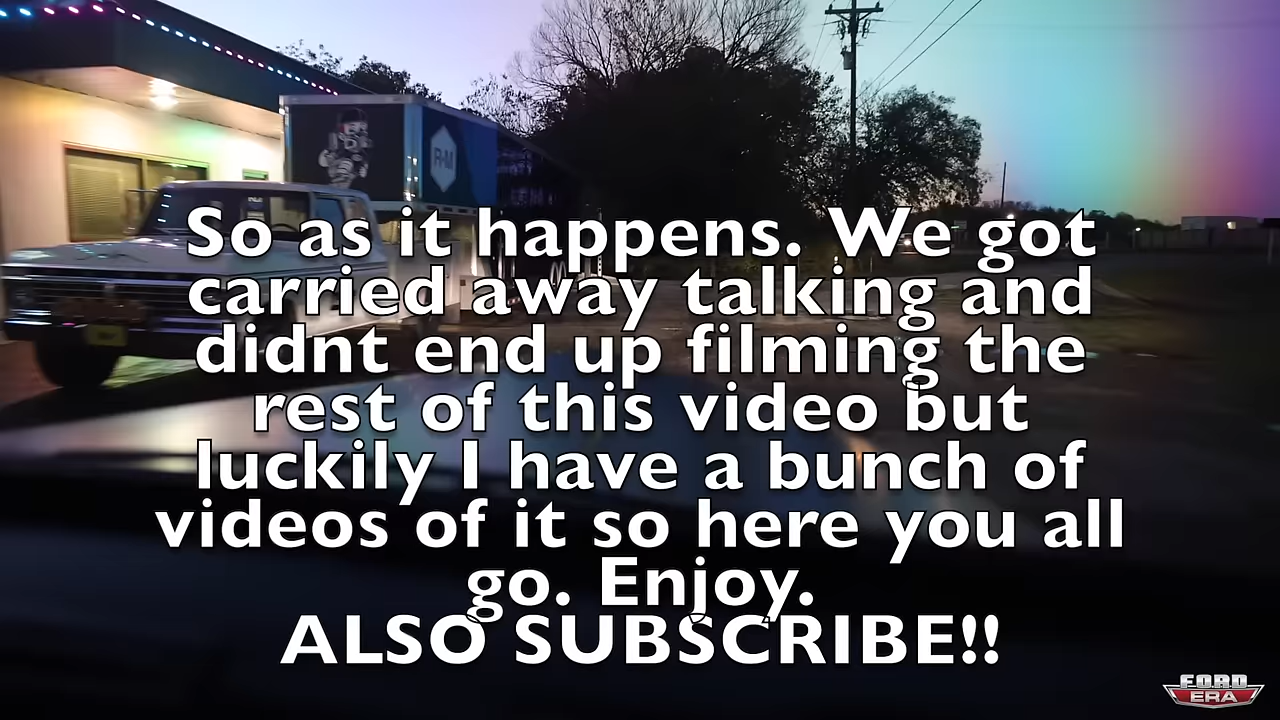 R-M
So as it happens. We got
carried away talking and
didnt end up filming the
rest of this video but
luckily I have a bunch of
videos of it so here you all
go. Enjoy.
ALSO SUBSCRIBE!!
FORD
ERA